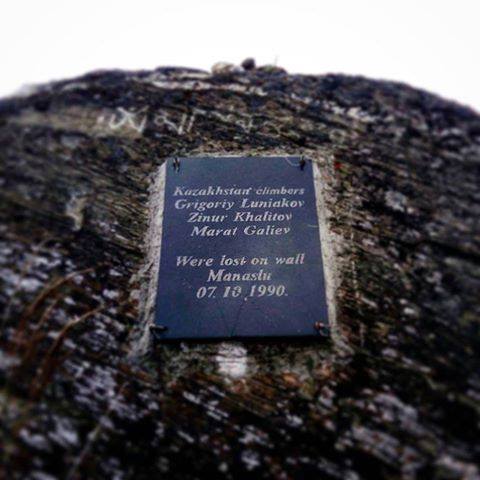 Kazakhstan climbers
Grigoriy Luniakov
Zinur Khalitov
Marat Galiev
Were lost on wall
Manaslu
07.10.1990.